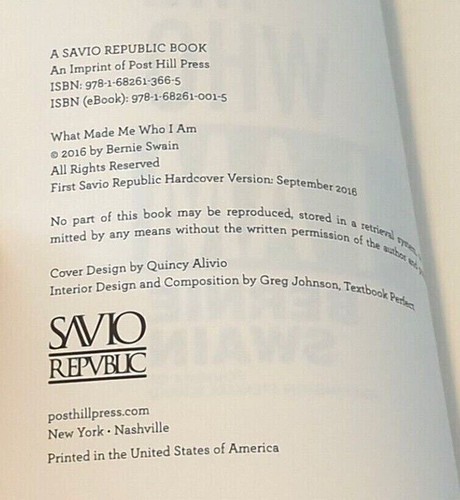 A SAVIO REPUBLIC BOOK
An Imprint of Post Hill Press
ISBN: 978-1-68261-366-5
ISBN (eBook): 978-1-68261-001-5
What Made Me Who I Am
© 2016 by Bernie Swain
All Rights Reserved
First Savio Republic Hardcover Version: September 2016
No part of this book may be reproduced, stored in a retrieval system,
mitted by any means without the written permission of the author and
Cover Design by Quincy Alivio
Interior Design and Composition by Greg Johnson, Textbook Perfect
SAVIO
REPVBLIC
posthillpress.com
New York • Nashville
Printed in the United States of America